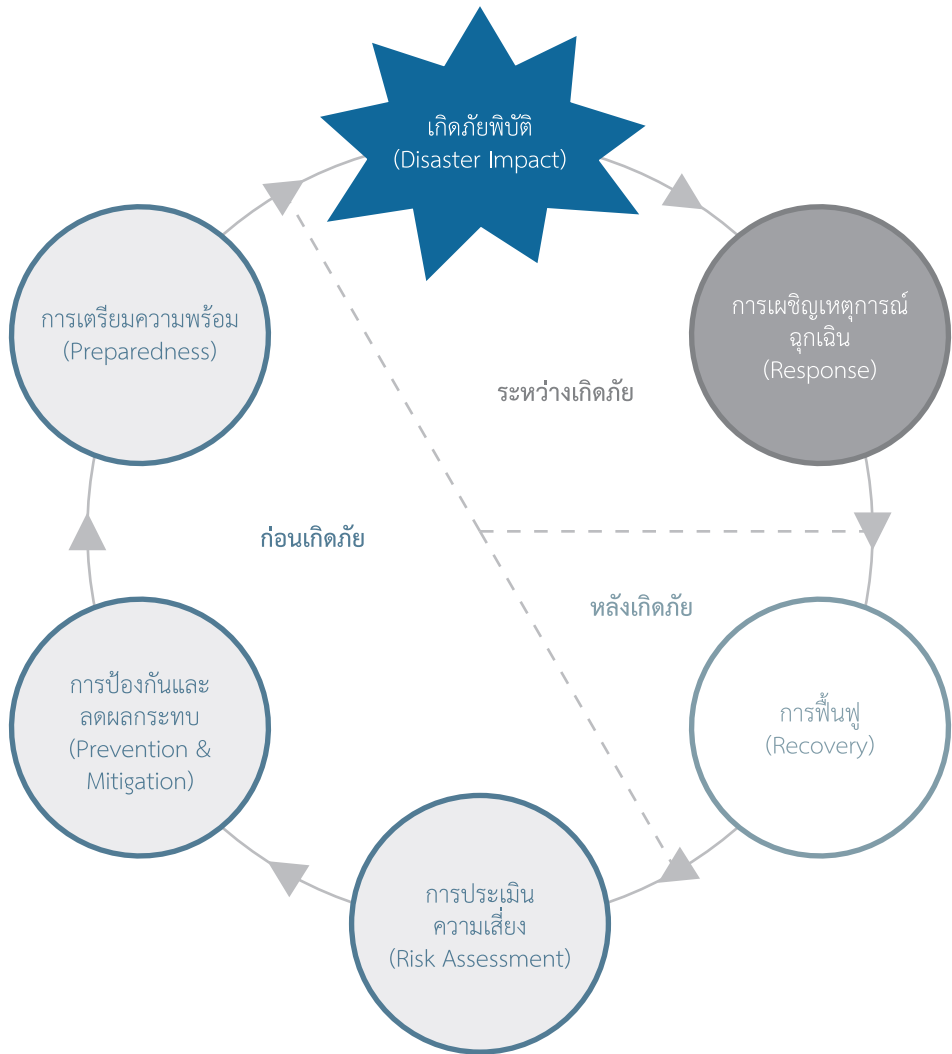 เกิดภัยพิบัติ
(Disaster Impact)
การเตรียมความพร้อม
(Preparedness)
การเผชิญเหตุการณ์
ฉุกเฉิน
(Response)
ระหว่างเกิดภัย
ก่อนเกิดภัย
หลังเกิดภัย
การป้องกันและ
ลดผลกระทบ
(Prevention &
Mitigation)
การฟื้นฟู
(Recovery)
การประเมิน
ความเสี่ยง
(Risk Assessment)